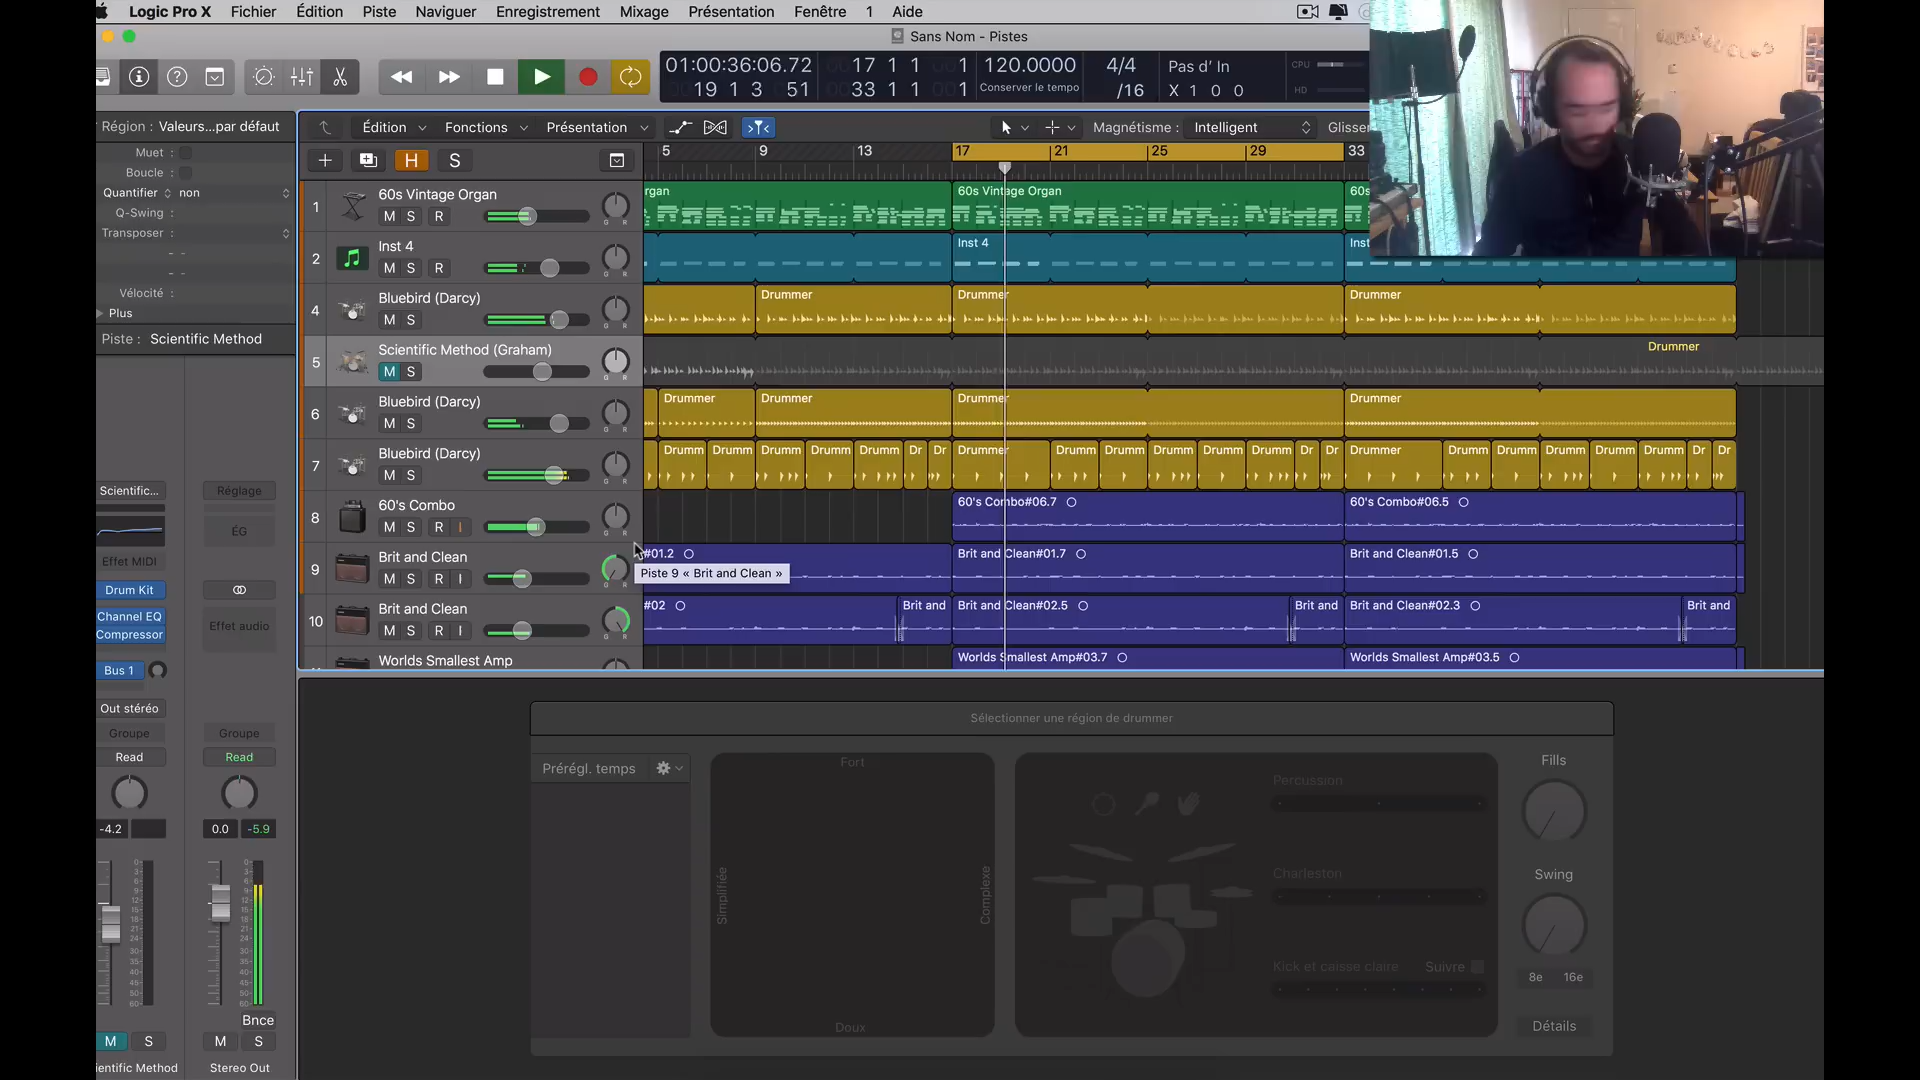 Logic Pro X Fichier Édition Piste Naviguer Enregistrement Mixage Présentation Fenêtre 1 Aide
Sans Nom - Pistes
01:00:36:06.72 17 1 1 001 120.0000 4/4 Pas d' In CPU
19 1 3 51 33 1 1 001 Conserver le tempo /16 X 1 0 0 HD
Région : Valeurs...par défaut
Édition Fonctions Présentation Magnétisme : Intelligent Glisser
Muet :
Boucle :
Quantifier non
Q-Swing :
Transposer :
Vélocité :
Plus
Piste : Scientific Method
H S
5 9 13 17 21 25 29 33
1 60s Vintage Organ
M S R
rgan 60s Vintage Organ 60s
2 Inst 4
M S R
Inst 4 Inst
4 Bluebird (Darcy)
M S
Drummer Drummer Drummer
5 Scientific Method (Graham)
M S
Drummer
6 Bluebird (Darcy)
M S
Drummer Drummer Drummer Drummer
7 Bluebird (Darcy)
M S
Drumm Drumm Drumm Drumm Drumm Dr Dr Drummer Drumm Drumm Drumm Drumm Drumm Dr Dr Drummer Drumm Drumm Drumm Drumm Drumm Dr Dr
8 60's Combo
M S R I
60's Combo#06.7 60's Combo#06.5
9 Brit and Clean
M S R I
#01.2 Brit and Clean#01.7 Brit and Clean#01.5
Piste 9 « Brit and Clean »
10 Brit and Clean
M S R I
#02 Brit and Brit and Clean#02.5 Brit and Brit and Clean#02.3 Brit and
Worlds Smallest Amp
Worlds Smallest Amp#03.7 Worlds Smallest Amp#03.5
Scientific... Réglage
ÉG
Effet MIDI
Drum Kit
Channel EQ
Compressor
Effet audio
Bus 1
Out stéréo
Groupe Groupe
Read Read
-4.2 0.0 -5.9
Bnce
M S M S
entific Method Stereo Out
Sélectionner une région de drummer
Prérégl. temps
Fort
Simplifiée
Complexe
Doux
Percussion
Charleston
Kick et caisse claire Suivre
Fills
Swing
8e 16e
Détails